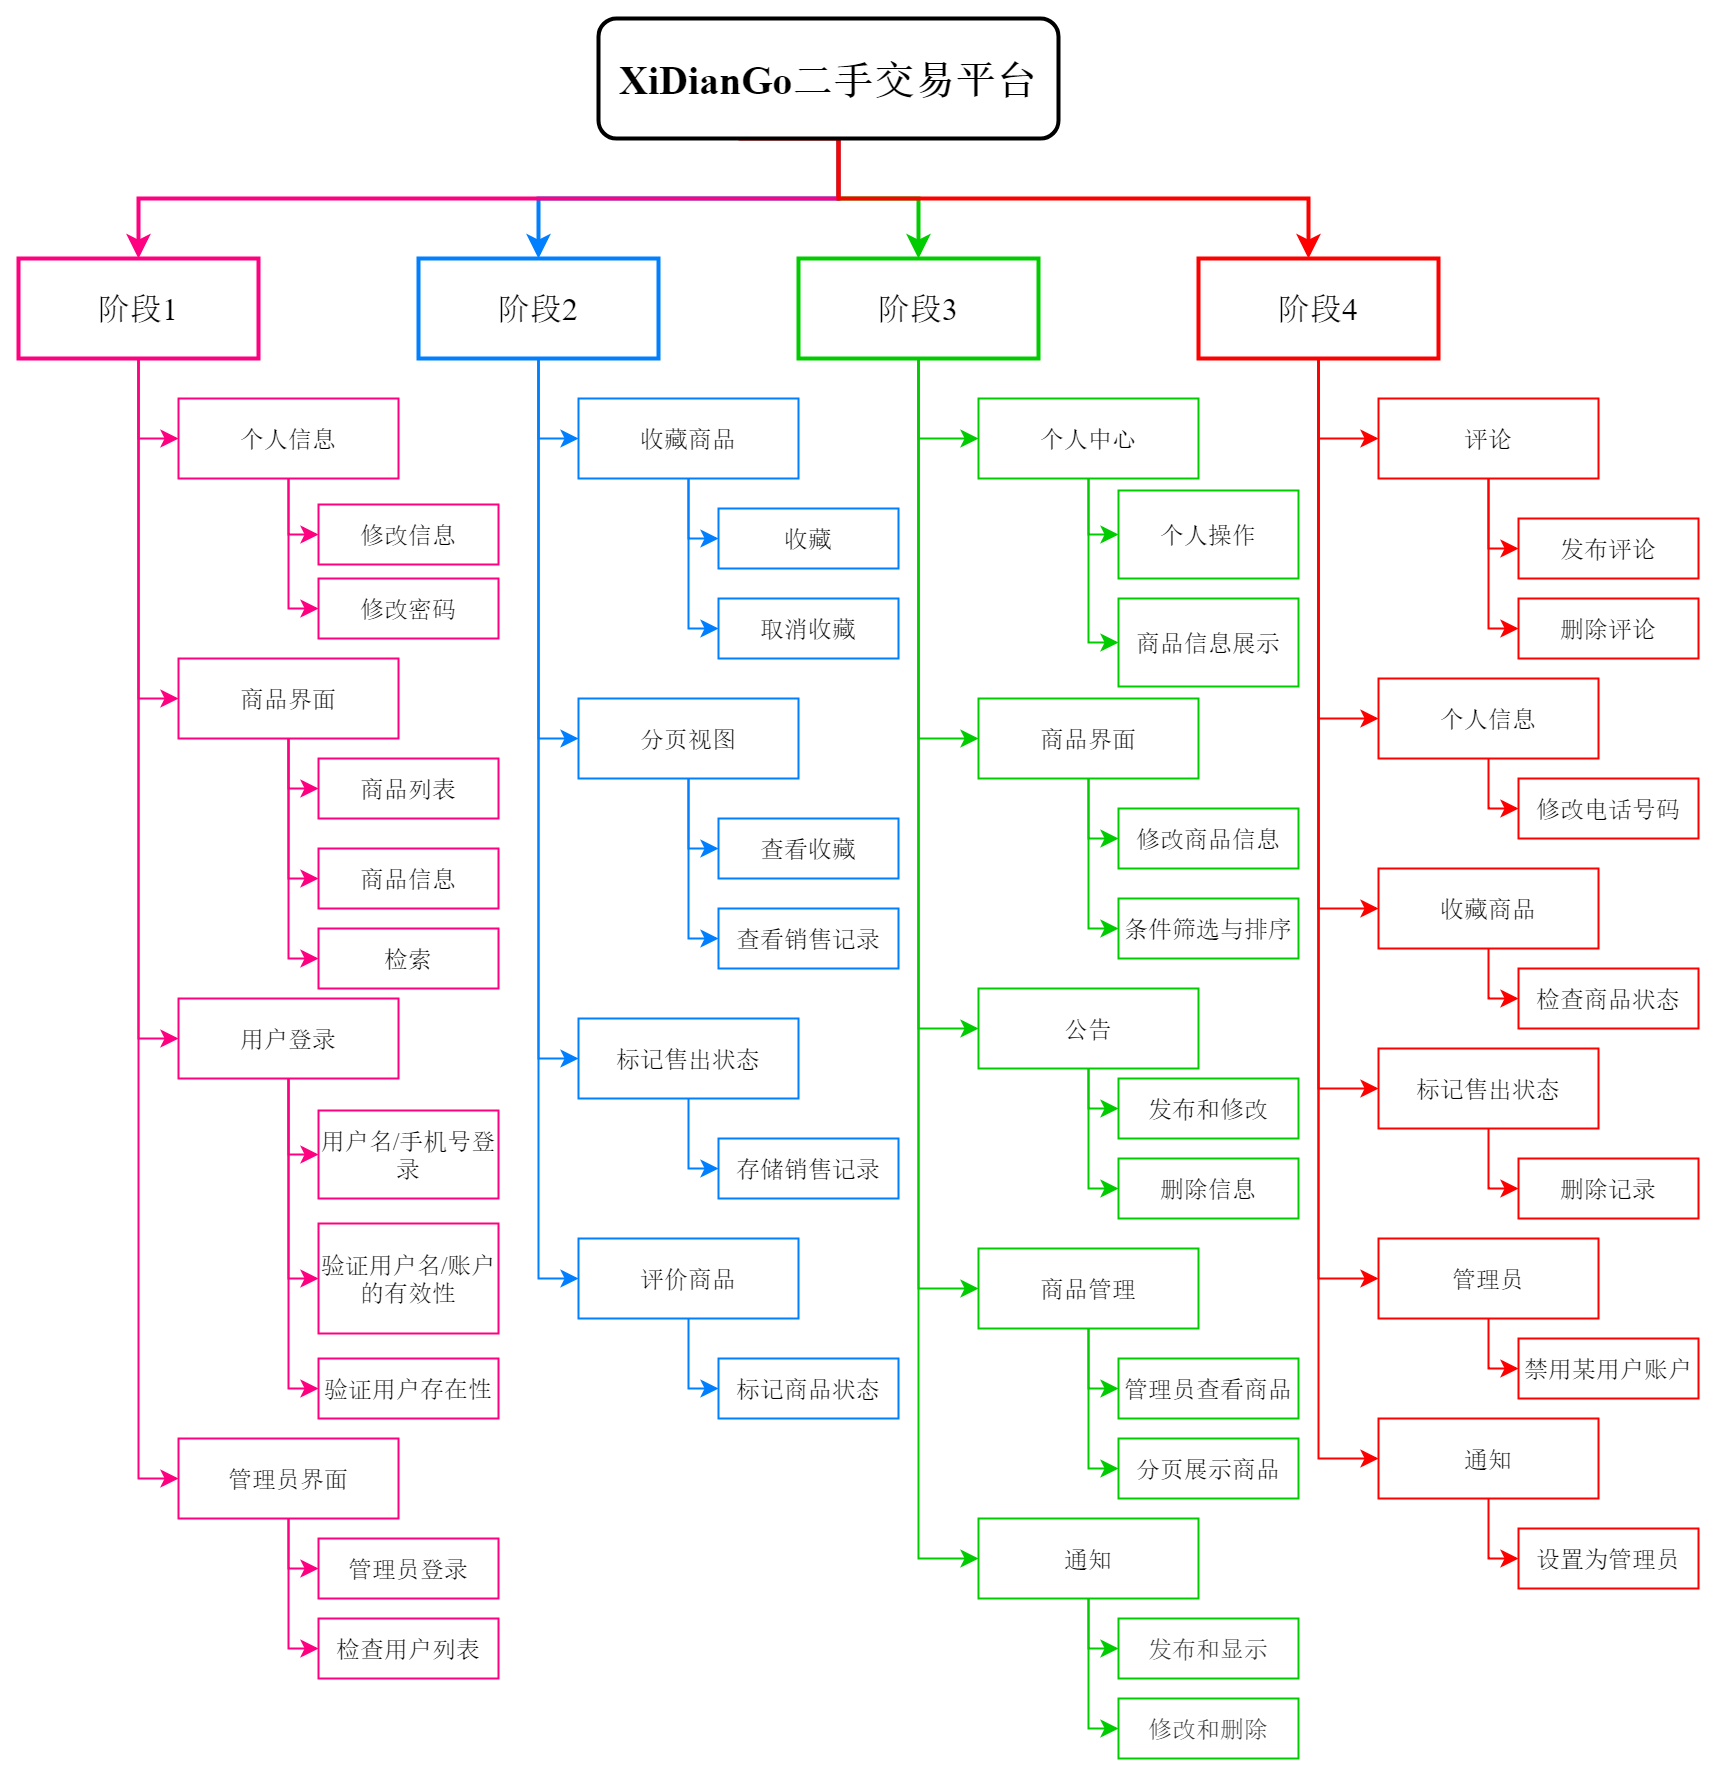 XiDianGo二手交易平台
阶段1
阶段2
阶段3
阶段4
个人信息
修改信息
修改密码
商品界面
商品列表
商品信息
检索
用户登录
用户名/手机号登
录
验证用户名/账户
的有效性
验证用户存在性
管理员界面
管理员登录
检查用户列表
收藏商品
收藏
取消收藏
分页视图
查看收藏
查看销售记录
标记售出状态
存储销售记录
评价商品
标记商品状态
个人中心
个人操作
商品信息展示
商品界面
修改商品信息
条件筛选与排序
公告
发布和修改
删除信息
商品管理
管理员查看商品
分页展示商品
通知
发布和显示
修改和删除
评论
发布评论
删除评论
个人信息
修改电话号码
收藏商品
检查商品状态
标记售出状态
删除记录
管理员
禁用某用户账户
通知
设置为管理员